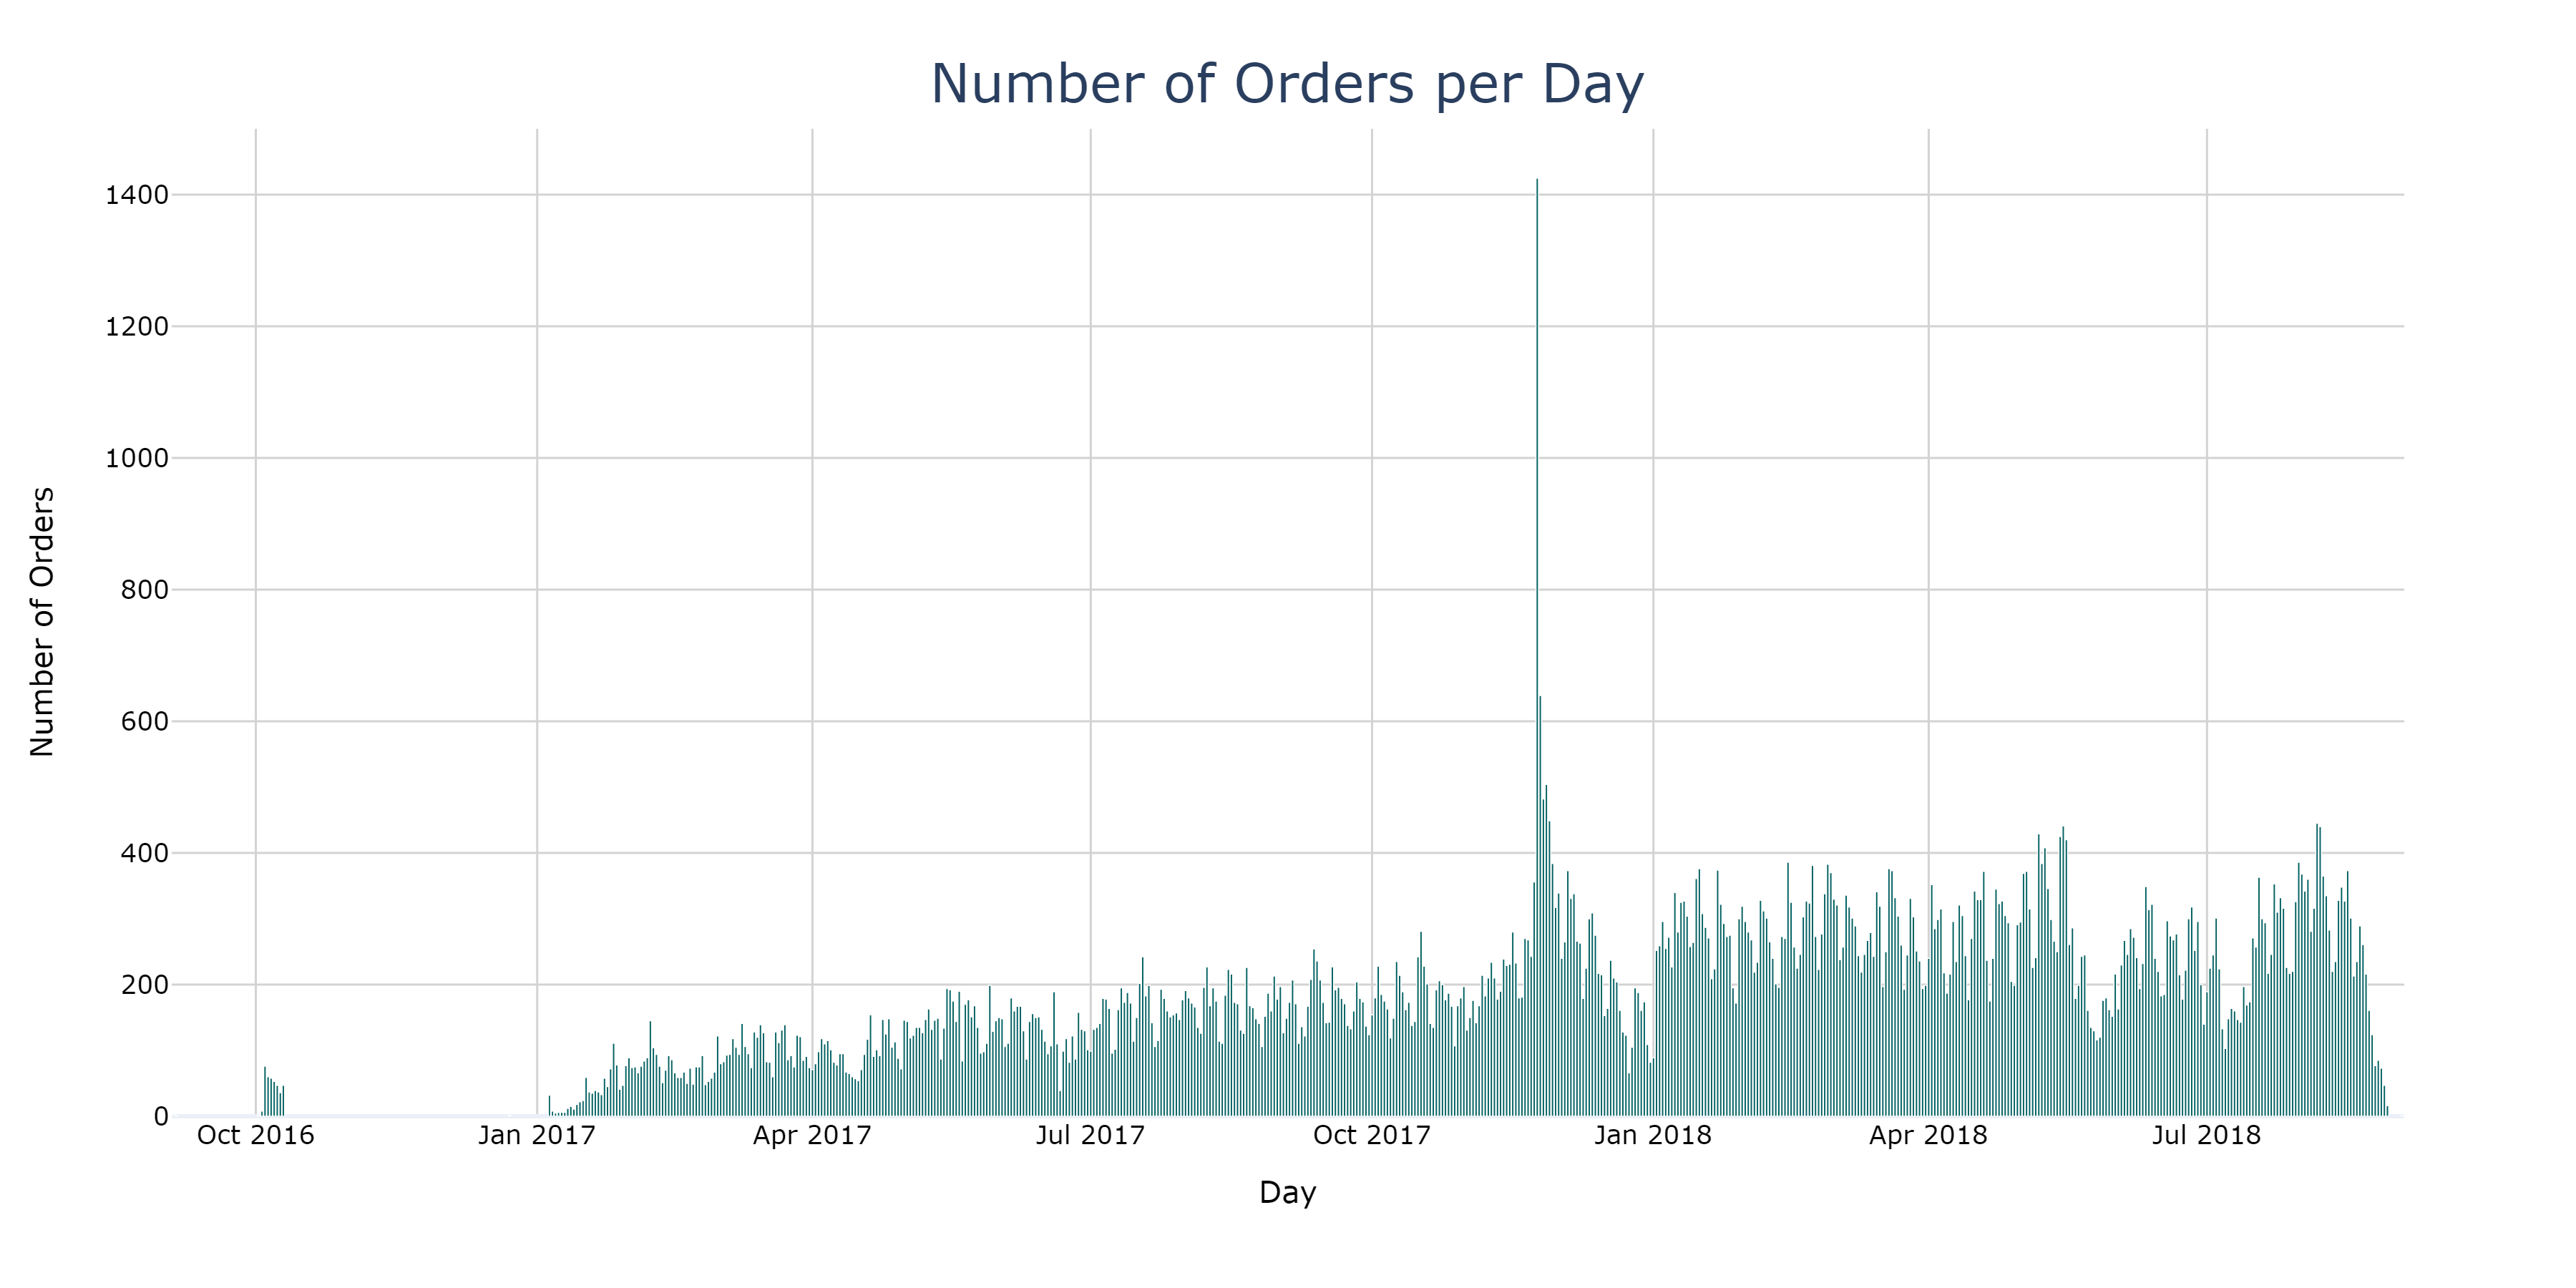 Number of Orders per Day
Number of Orders
1400
1200
1000
800
600
400
200
0
Oct 2016 Jan 2017 Apr 2017 Jul 2017 Oct 2017 Jan 2018 Apr 2018 Jul 2018
Day